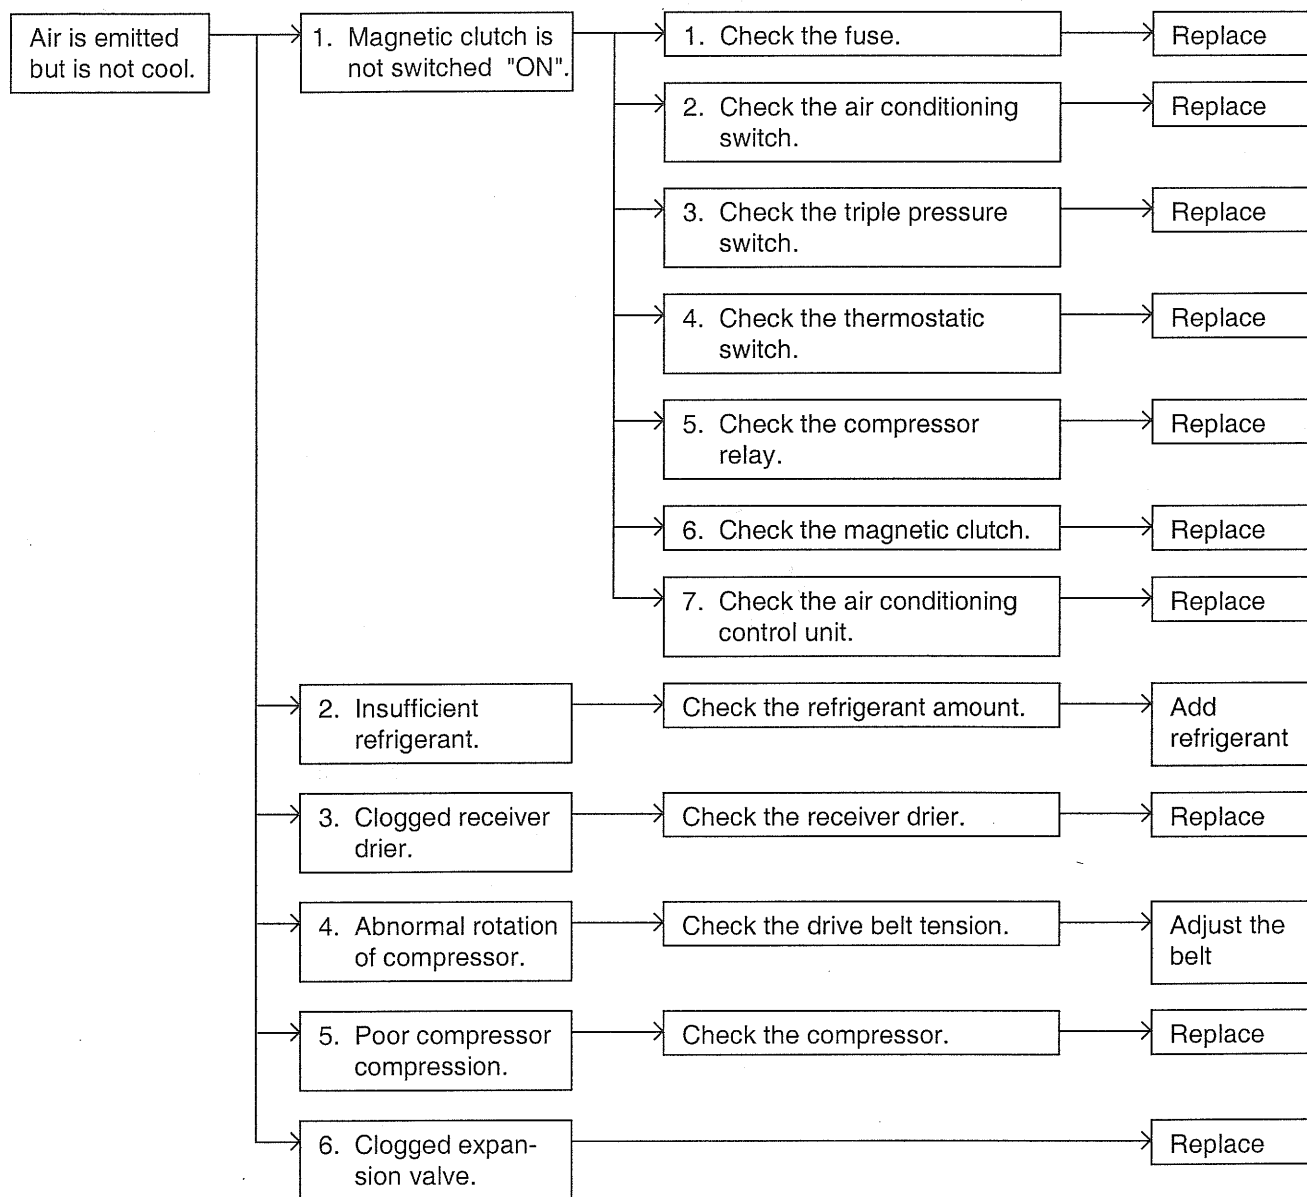 Air is emitted
but is not cool.
1. Magnetic clutch is
not switched "ON".
1. Check the fuse.
Replace
2. Check the air conditioning
switch.
Replace
3. Check the triple pressure
switch.
Replace
4. Check the thermostatic
switch.
Replace
5. Check the compressor
relay.
Replace
6. Check the magnetic clutch.
Replace
7. Check the air conditioning
control unit.
Replace
2. Insufficient
refrigerant.
Check the refrigerant amount.
Add
refrigerant
3. Clogged receiver
drier.
Check the receiver drier.
Replace
4. Abnormal rotation
of compressor.
Check the drive belt tension.
Adjust the
belt
5. Poor compressor
compression.
Check the compressor.
Replace
6. Clogged expan-
sion valve.
Replace